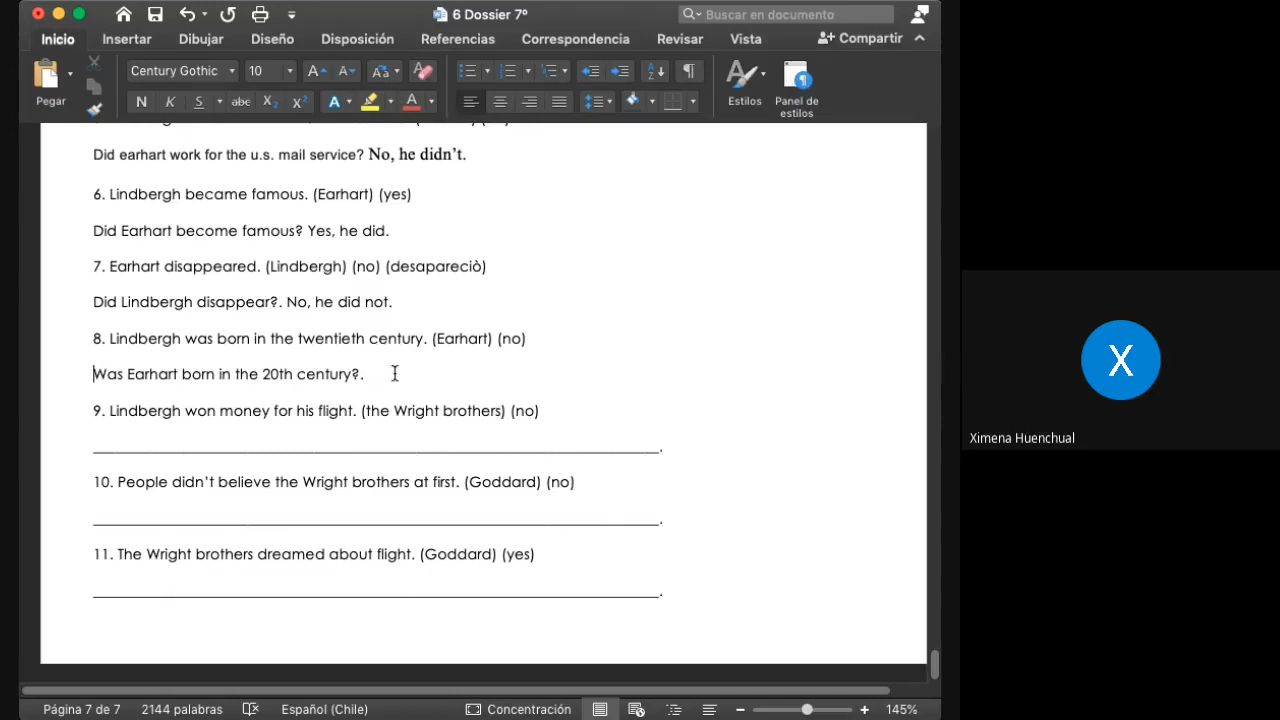 6 Dossier 7º
Buscar en documento
Inicio
Insertar
Dibujar
Diseño
Disposición
Referencias
Correspondencia
Revisar
Vista
Compartir
Pegar
Century Gothic
10
N K S abc X2 X2
Estilos
Panel de estilos
Did earhart work for the u.s. mail service? No, he didn't.
6. Lindbergh became famous. (Earhart) (yes)
Did Earhart become famous? Yes, he did.
7. Earhart disappeared. (Lindbergh) (no) (desapareciò)
Did Lindbergh disappear?. No, he did not.
8. Lindbergh was born in the twentieth century. (Earhart) (no)
Was Earhart born in the 20th century?.
9. Lindbergh won money for his flight. (the Wright brothers) (no)
10. People didn't believe the Wright brothers at first. (Goddard) (no)
11. The Wright brothers dreamed about flight. (Goddard) (yes)
Página 7 de 7
2144 palabras
Español (Chile)
Concentración
145%
X
Ximena Huenchual